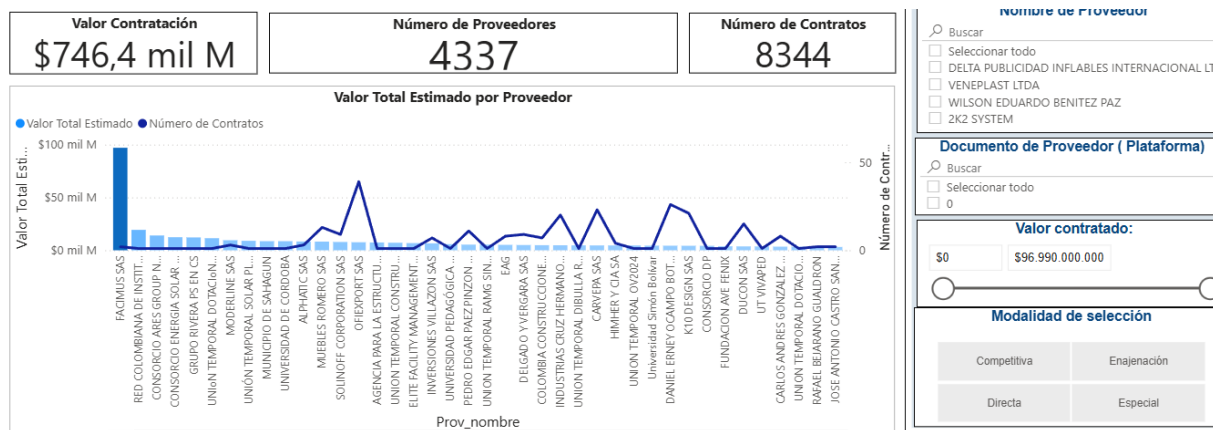 Valor Contratación
$746,4 mil M
Número de Proveedores
4337
Número de Contratos
8344
Valor Total Estimado por Proveedor
Valor Total Estimado
Número de Contratos
Valor Total Esti...
$100 mil M
$50 mil M
$0 mil M
50
0
Número de Contr...
FACIMUS SAS
RED COLOMBIANA DE INSTIT...
CONSORCIO ARES GROUP N...
CONSORCIO ENERGIA SOLAR ...
GRUPO RIVERA PS EN CS
UNIoN TEMPORAL DOTACIoN...
MODERLINE SAS
UNIÓN TEMPORAL SOLAR PL...
MUNICIPIO DE SAHAGUN
UNIVERSIDAD DE CORDOBA
ALPHATIC SAS
MUEBLES ROMERO SAS
SOLINOFF CORPORATION SAS
OFIEXPORT SAS
AGENCIA PARA LA ESTRUCTU...
UNION TEMPORAL CONSTRU...
ELITE FACILITY MANAGEMENT...
INVERSIONES VILLAZON SAS
UNIVERSIDAD PEDAGÓGICA ...
PEDRO EDGAR PAEZ PINZON ...
UNION TEMPORAL RAMG SIN...
EAG
DELGADO Y VERGARA SAS
COLOMBIA CONSTRUCCIONE...
INDUSTRIAS CRUZ HERMANO...
UNION TEMPORAL DIBULLA R...
CARVEPA SAS
HIMHER Y CIA SA
UNION TEMPORAL OV2024
Universidad Simón Bolívar
DANIEL ERNEY OCAMPO BOT...
K10 DESIGN SAS
CONSORCIO DP
FUNDACION AVE FENIX
DUCON SAS
UT VIVAPED
CARLOS ANDRES GONZALEZ ...
UNION TEMPORAL DOTACIO...
RAFAEL BEJARANO GUALDRON
JOSE ANTONIO CASTRO SAN...
Prov_nombre
Nombre de Proveedor
Buscar
Seleccionar todo
DELTA PUBLICIDAD INFLABLES INTERNACIONAL LT
VENEPLAST LTDA
WILSON EDUARDO BENITEZ PAZ
2K2 SYSTEM
Documento de Proveedor ( Plataforma)
Buscar
Seleccionar todo
0
Valor contratado:
$0
$96.990.000.000
Modalidad de selección
Competitiva
Enajenación
Directa
Especial